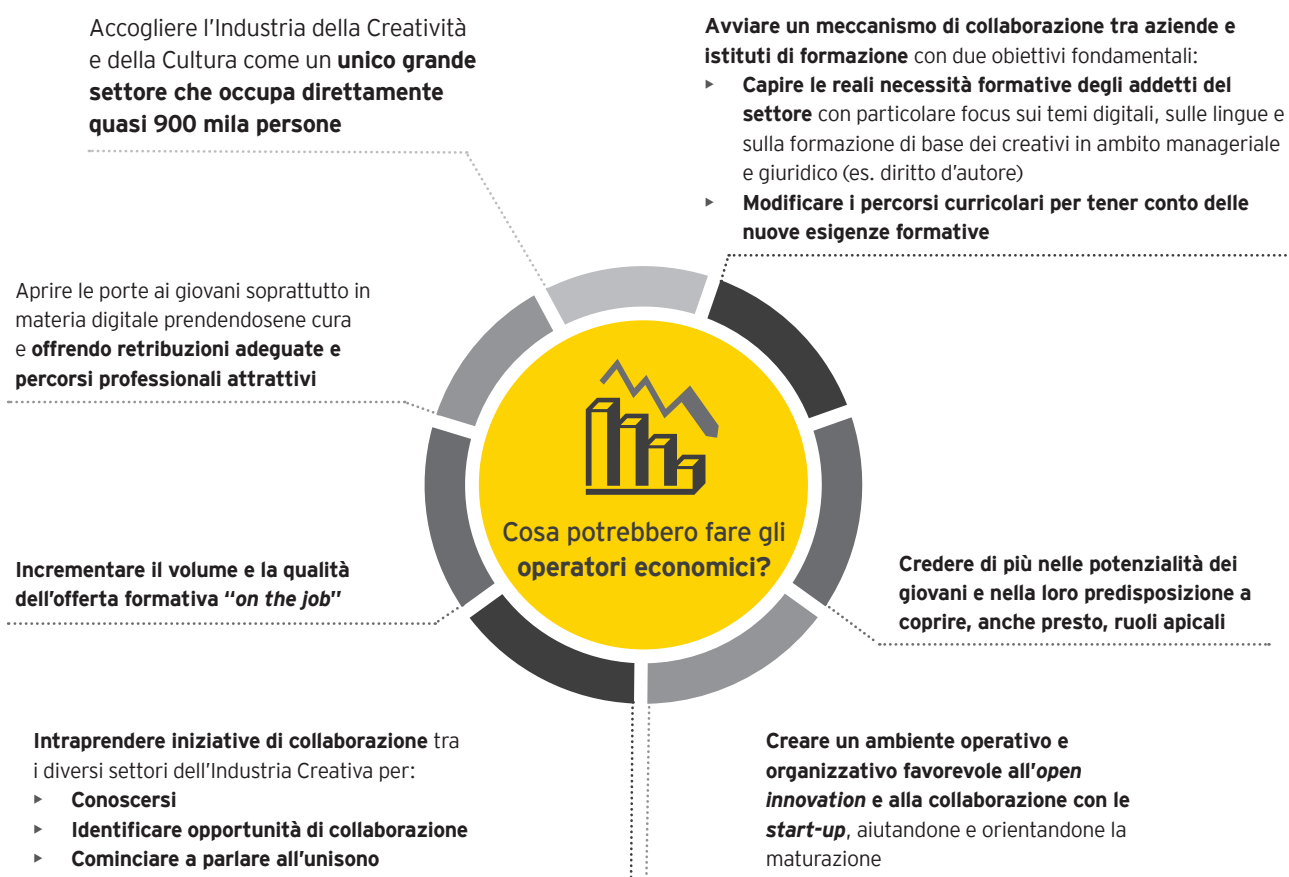 Accogliere l'Industria della Creatività
e della Cultura come un unico grande
settore che occupa direttamente
quasi 900 mila persone
Avviare un meccanismo di collaborazione tra aziende e
istituti di formazione con due obiettivi fondamentali:
▸ Capire le reali necessità formative degli addetti del
settore con particolare focus sui temi digitali, sulle lingue e
sulla formazione di base dei creativi in ambito manageriale
e giuridico (es. diritto d'autore)
▸ Modificare i percorsi curricolari per tener conto delle
nuove esigenze formative
Aprire le porte ai giovani soprattutto in
materia digitale prendendosene cura
e offrendo retribuzioni adeguate e
percorsi professionali attrattivi
Cosa potrebbero fare gli
operatori economici?
Incrementare il volume e la qualità
dell'offerta formativa "on the job"
Credere di più nelle potenzialità dei
giovani e nella loro predisposizione a
coprire, anche presto, ruoli apicali
Intraprendere iniziative di collaborazione tra
i diversi settori dell'Industria Creativa per:
▸ Conoscersi
▸ Identificare opportunità di collaborazione
▸ Cominciare a parlare all'unisono
Creare un ambiente operativo e
organizzativo favorevole all'open
innovation e alla collaborazione con le
start-up, aiutandone e orientandone la
maturazione